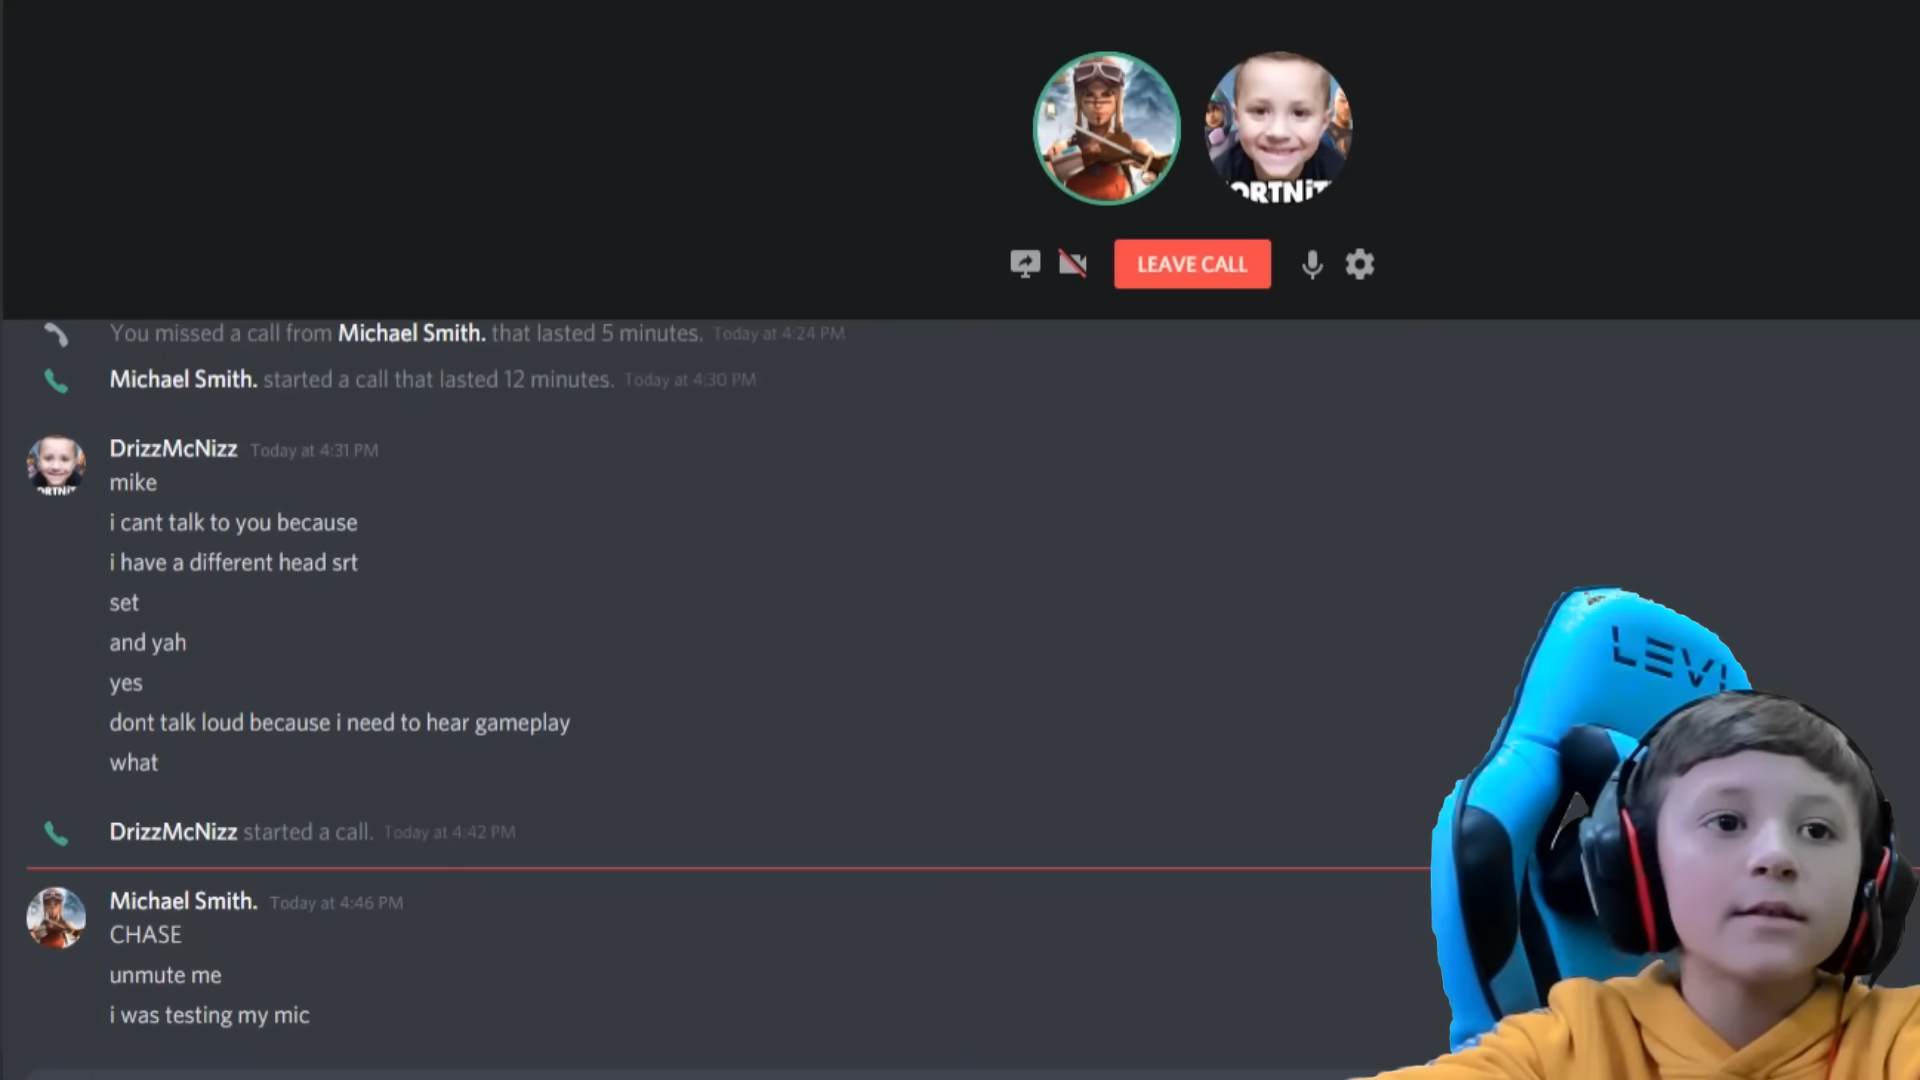 ORTNiT
LEAVE CALL
You missed a call from Michael Smith. that lasted 5 minutes. Today at 4:24 PM
Michael Smith. started a call that lasted 12 minutes. Today at 4:30 PM
DrizzMcNizz Today at 4:31 PM
ORTNiT
mike
i cant talk to you because
i have a different head srt
set
and yah
yes
dont talk loud because i need to hear gameplay
what
LEVI
DrizzMcNizz started a call. Today at 4:42 PM
Michael Smith. Today at 4:46 PM
CHASE
unmute me
i was testing my mic